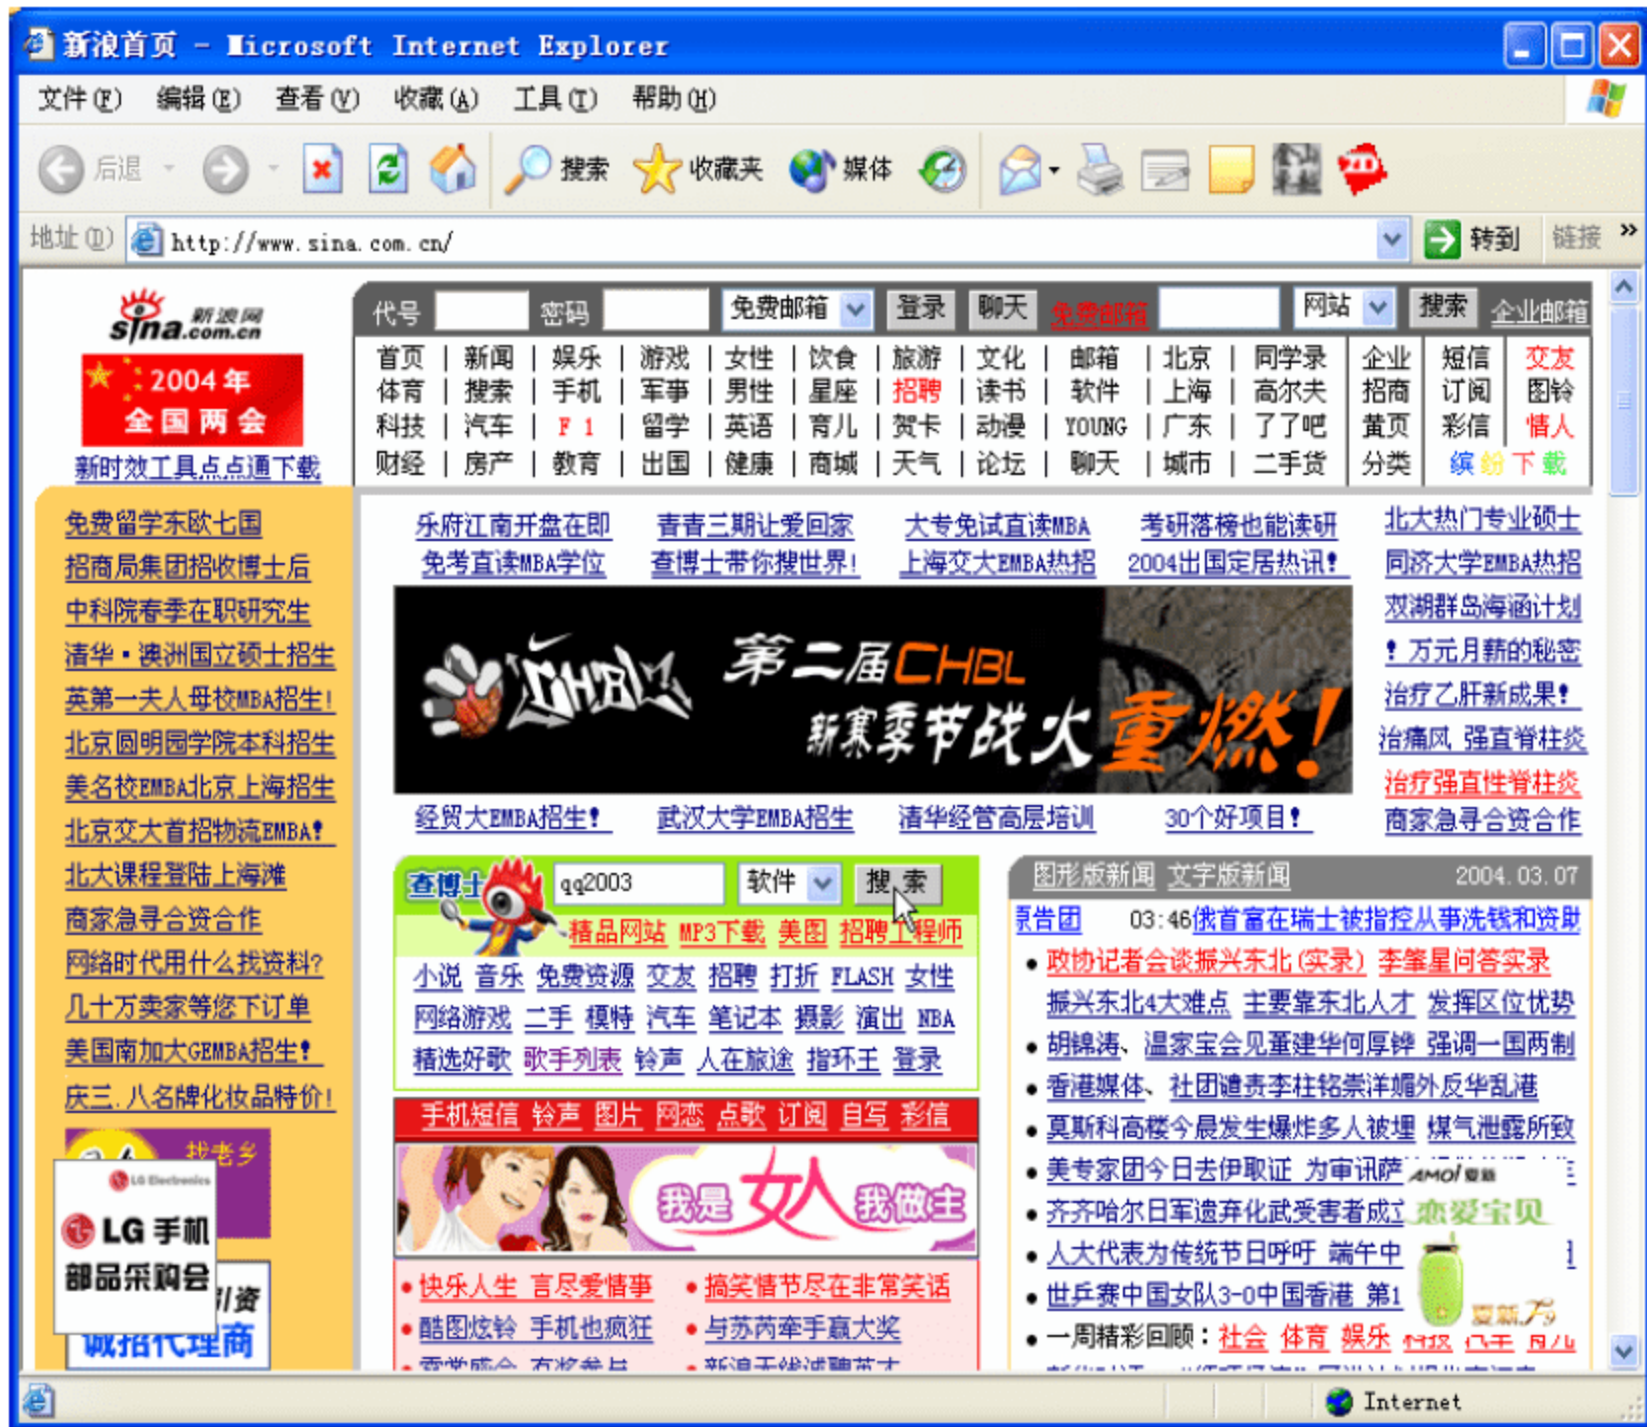 新浪首页 - Microsoft Internet Explorer
文件(F) 编辑(E) 查看(V) 收藏(A) 工具(T) 帮助(H)
后退 搜索 收藏夹 媒体
地址(D) http://www.sina.com.cn/ 转到 链接 »
sina 新浪网 .com.cn
2004年
全国两会
新时效工具点点通下载
代号 密码 免费邮箱 登录 聊天 免费邮箱 网站 搜索 企业邮箱
首页 | 新闻 | 娱乐 | 游戏 | 女性 | 饮食 | 旅游 | 文化 | 邮箱 | 北京 | 同学录 企业 短信 交友
体育 | 搜索 | 手机 | 军事 | 男性 | 星座 | 招聘 | 读书 | 软件 | 上海 | 高尔夫 招商 订阅 图铃
科技 | 汽车 | F 1 | 留学 | 英语 | 育儿 | 贺卡 | 动漫 | YOUNG | 广东 | 了了吧 黄页 彩信 情人
财经 | 房产 | 教育 | 出国 | 健康 | 商城 | 天气 | 论坛 | 聊天 | 城市 | 二手货 分类 缤纷下载
免费留学东欧七国
招商局集团招收博士后
中科院春季在职研究生
清华·澳洲国立硕士招生
英第一夫人母校MBA招生!
北京圆明园学院本科招生
美名校EMBA北京上海招生
北京交大首招物流EMBA!
北大课程登陆上海滩
商家急寻合资合作
网络时代用什么找资料?
几十万卖家等您下订单
美国南加大GEMBA招生!
庆三.八名牌化妆品特价!
找老乡
LG Electronics
LG 手机
部品采购会
引资
诚招代理商
乐府江南开盘在即 青青三期让爱回家 大专免试直读MBA 考研落榜也能读研
免考直读MBA学位 查博士带你搜世界! 上海交大EMBA热招 2004出国定居热讯!
CHBL
第二届CHBL
新赛季节战火重燃!
经贸大EMBA招生! 武汉大学EMBA招生 清华经管高层培训 30个好项目!
北大热门专业硕士
同济大学EMBA热招
双湖群岛海涵计划
! 万元月薪的秘密
治疗乙肝新成果!
治痛风 强直脊柱炎
治疗强直性脊柱炎
商家急寻合资合作
查博士 qq2003 软件 搜 索
精品网站 MP3下载 美图 招聘工程师
小说 音乐 免费资源 交友 招聘 打折 FLASH 女性
网络游戏 二手 模特 汽车 笔记本 摄影 演出 NBA
精选好歌 歌手列表 铃声 人在旅途 指环王 登录
手机短信 铃声 图片 网恋 点歌 订阅 自写 彩信
我是女人我做主
• 快乐人生 言尽爱情事 • 搞笑情节尽在非常笑话
• 酷图炫铃 手机也疯狂 • 与苏芮牵手赢大奖
图形版新闻 文字版新闻 2004.03.07
原告团 03:46俄首富在瑞士被指控从事洗钱和资助
• 政协记者会谈振兴东北(实录) 李肇星问答实录
振兴东北4大难点 主要靠东北人才 发挥区位优势
• 胡锦涛、温家宝会见董建华何厚铧 强调一国两制
• 香港媒体、社团谴责李柱铭崇洋媚外反华乱港
• 莫斯科高楼今晨发生爆炸多人被埋 煤气泄露所致
• 美专家团今日去伊取证 为审讯萨
• 齐齐哈尔日军遗弃化武受害者成立
• 人大代表为传统节日呼吁 端午中
• 世乒赛中国女队3-0中国香港 第1
• 一周精彩回顾：社会 体育 娱乐 科技 汽车 育儿
AMOI 夏新
恋爱宝贝
夏新 F9
Internet